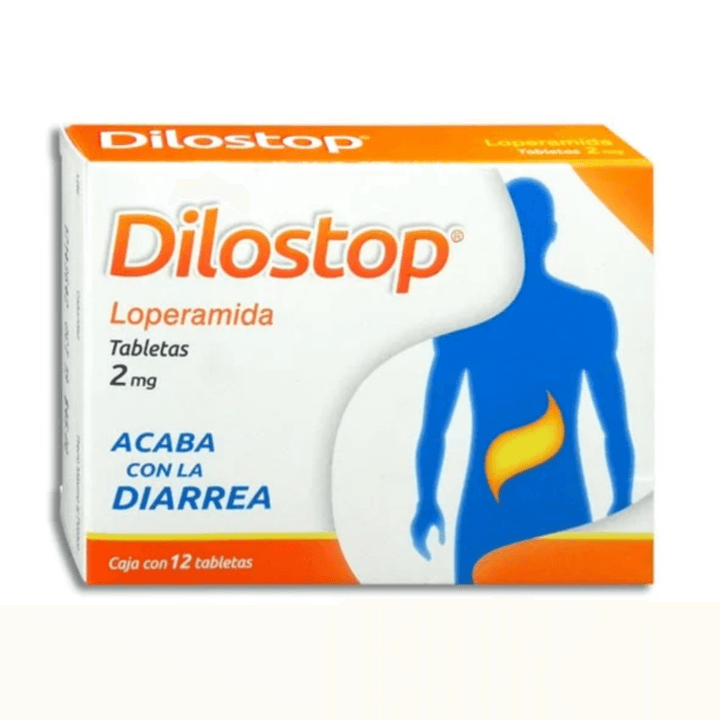 Dilostop®
Loperamida
Tabletas 2 mg
Dilostop®
Loperamida
Tabletas
2 mg
ACABA
CON LA
DIARREA
Caja con 12 tabletas